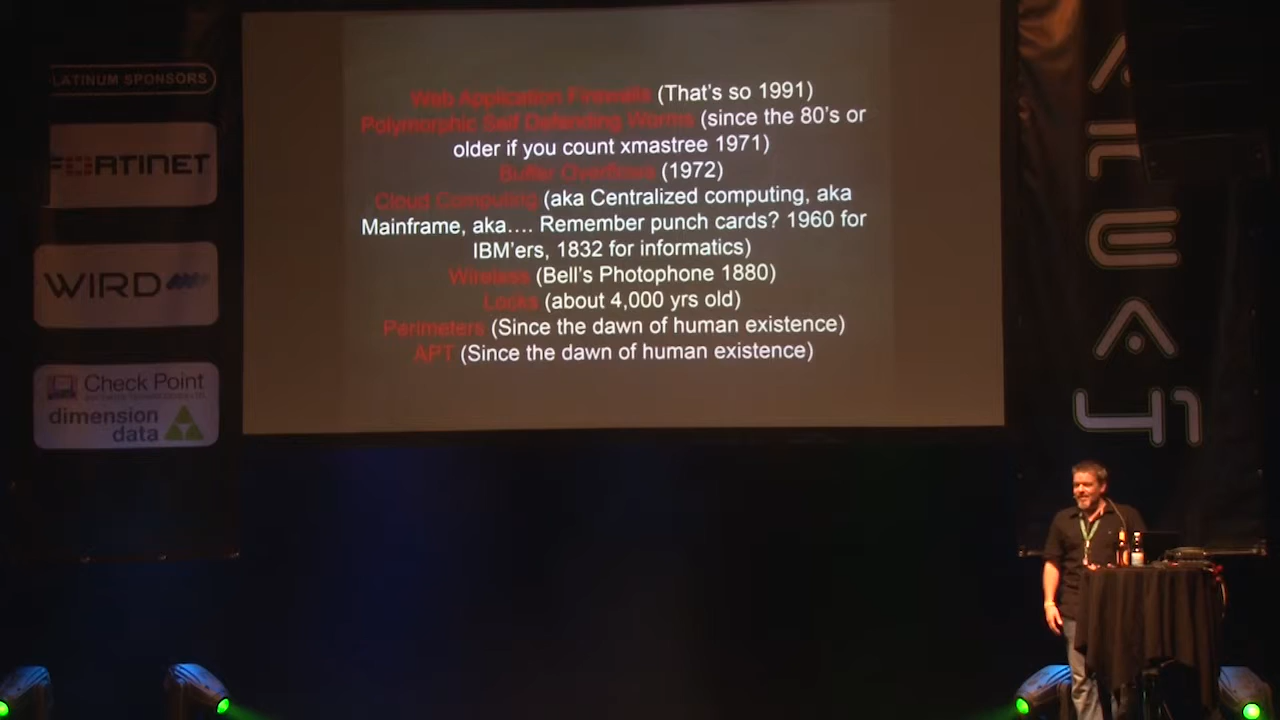 PLATINUM SPONSORS
FORTINET
WIRD
Check Point
dimension
data
Web Application Firewalls (That's so 1991)
Polymorphic Self Defending Worms (since the 80's or
older if you count xmastree 1971)
Buffer Overflows (1972)
Cloud Computing (aka Centralized computing, aka
Mainframe, aka.... Remember punch cards? 1960 for
IBM'ers, 1832 for informatics)
Wireless (Bell's Photophone 1880)
Locks (about 4,000 yrs old)
Perimeters (Since the dawn of human existence)
APT (Since the dawn of human existence)
AREA
41